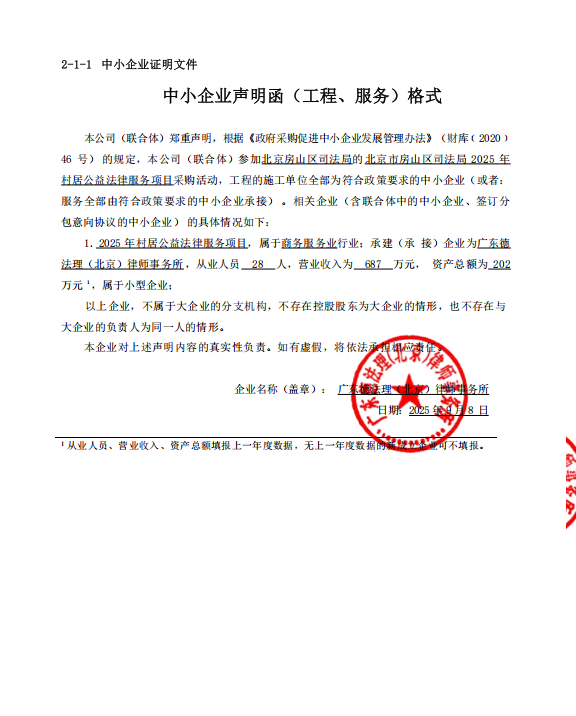 2-1-1 中小企业证明文件
中小企业声明函（工程、服务）格式
本公司（联合体）郑重声明，根据《政府采购促进中小企业发展管理办法》（财库﹝2020﹞
46 号）的规定，本公司（联合体）参加北京房山区司法局的北京市房山区司法局 2025 年
村居公益法律服务项目采购活动，工程的施工单位全部为符合政策要求的中小企业（或者:
服务全部由符合政策要求的中小企业承接）。相关企业（含联合体中的中小企业、签订分
包意向协议的中小企业）的具体情况如下:
1. 2025 年村居公益法律服务项目，属于商务服务业行业；承建（承 接）企业为广东德
法理（北京）律师事务所，从业人员 28 人，营业收入为 687 万元， 资产总额为 202
万元 ¹，属于小型企业；
以上企业，不属于大企业的分支机构，不存在控股股东为大企业的情形，也不存在与
大企业的负责人为同一人的情形。
本企业对上述声明内容的真实性负责。如有虚假，将依法承担相应责任。
企业名称（盖章）： 广东德法理（北京）律师事务所
日期: 2025 年 9 月 8 日
广东德法理(北京)律师事务所
¹ 从业人员、营业收入、资产总额填报上一年度数据，无上一年度数据的新成立企业可不填报。